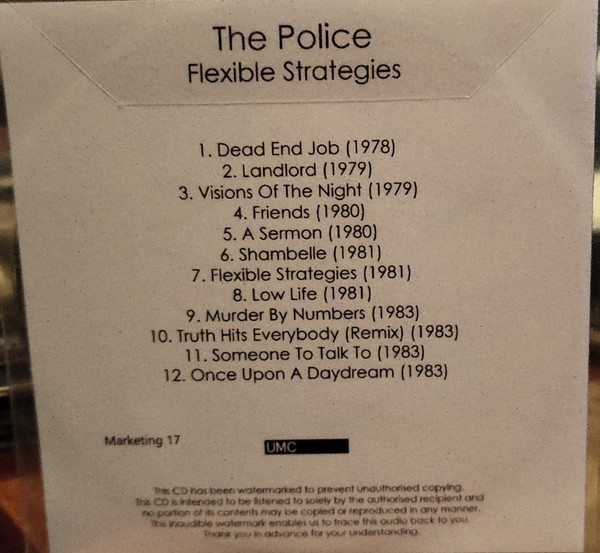 The Police
Flexible Strategies
1. Dead End Job (1978)
2. Landlord (1979)
3. Visions Of The Night (1979)
4. Friends (1980)
5. A Sermon (1980)
6. Shambelle (1981)
7. Flexible Strategies (1981)
8. Low Life (1981)
9. Murder By Numbers (1983)
10. Truth Hits Everybody (Remix) (1983)
11. Someone To Talk To (1983)
12. Once Upon A Daydream (1983)
Marketing 17
UMC
This CD has been watermarked to prevent unauthorised copying.
This CD is intended to be listened to solely by the authorised recipient and
no portion of its contents may be copied or reproduced in any manner.
This inaudible watermark enables us to trace this audio back to you.
Thank you in advance for your understanding.